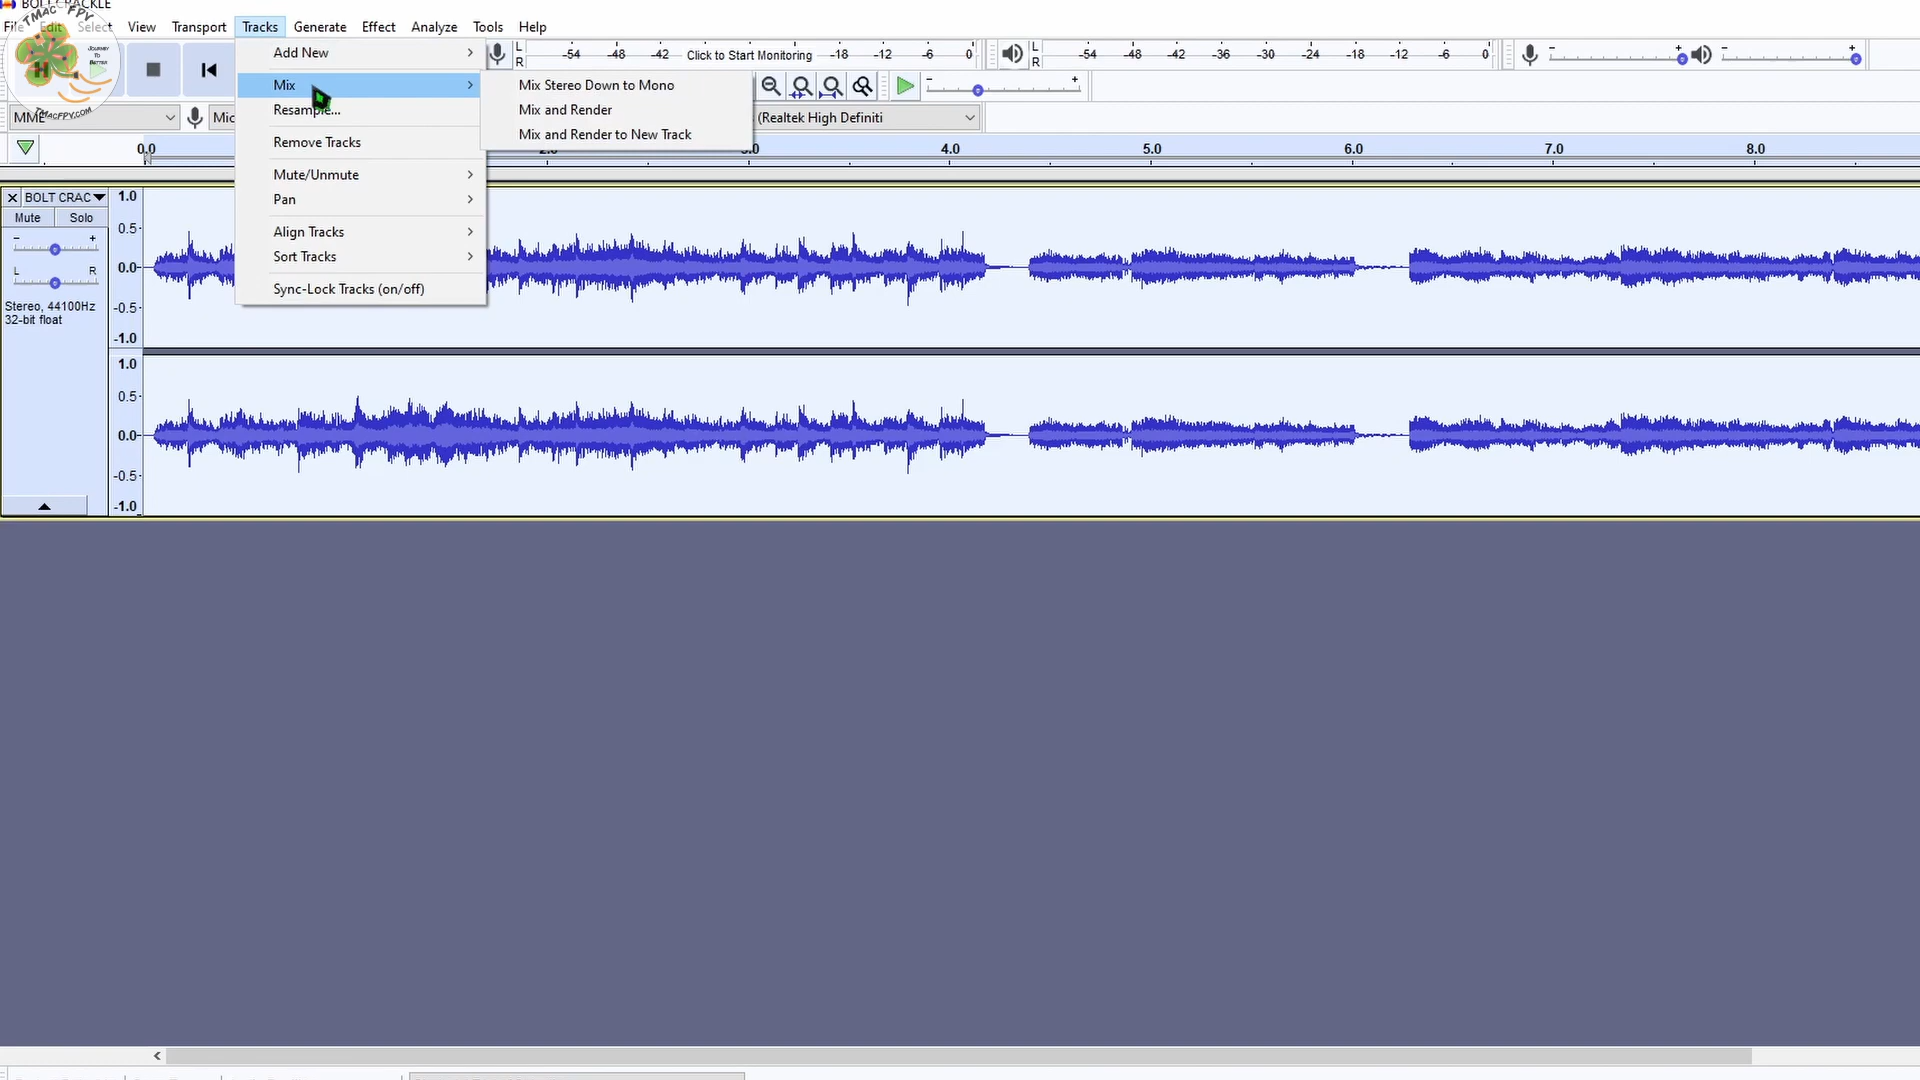 BOLT CRACKLE
File Edit Select View Transport Tracks Generate Effect Analyze Tools Help
TMAC FPV
JOURNEY
TO
BETTER
H
TMACFPV.COM
Add New
Mix
Resample...
Remove Tracks
Mute/Unmute
Pan
Align Tracks
Sort Tracks
Sync-Lock Tracks (on/off)
Mix Stereo Down to Mono
Mix and Render
Mix and Render to New Track
L
R
-54 -48 -42 Click to Start Monitoring -18 -12 -6 0
L
R
-54 -48 -42 -36 -30 -24 -18 -12 -6 0
MME
Mic
(Realtek High Definiti
0.0 2.0 3.0 4.0 5.0 6.0 7.0 8.0
BOLT CRAC
Mute Solo
L R
Stereo, 44100Hz
32-bit float
1.0
0.5
0.0
-0.5
-1.0
1.0
0.5
0.0
-0.5
-1.0